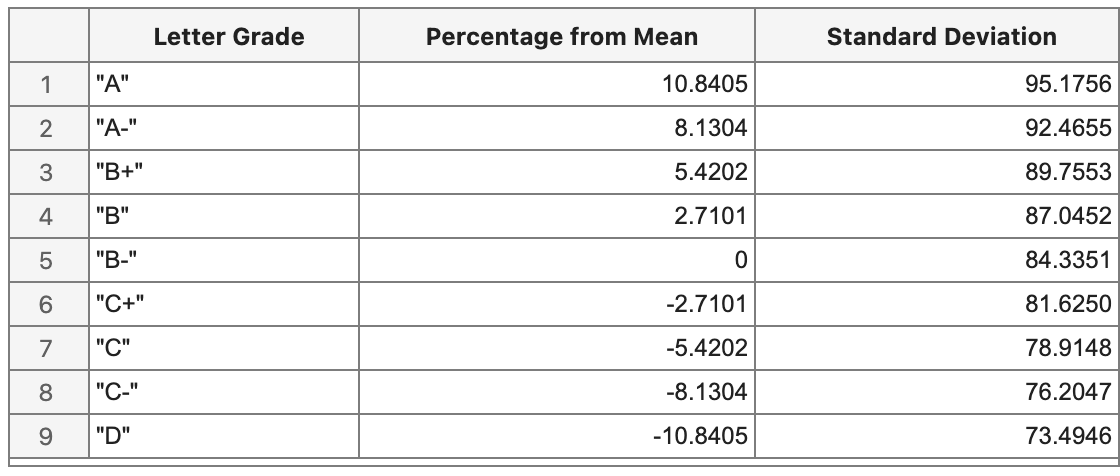 Letter Grade Percentage from Mean Standard Deviation
1 "A" 10.8405 95.1756
2 "A-" 8.1304 92.4655
3 "B+" 5.4202 89.7553
4 "B" 2.7101 87.0452
5 "B-" 0 84.3351
6 "C+" -2.7101 81.6250
7 "C" -5.4202 78.9148
8 "C-" -8.1304 76.2047
9 "D" -10.8405 73.4946